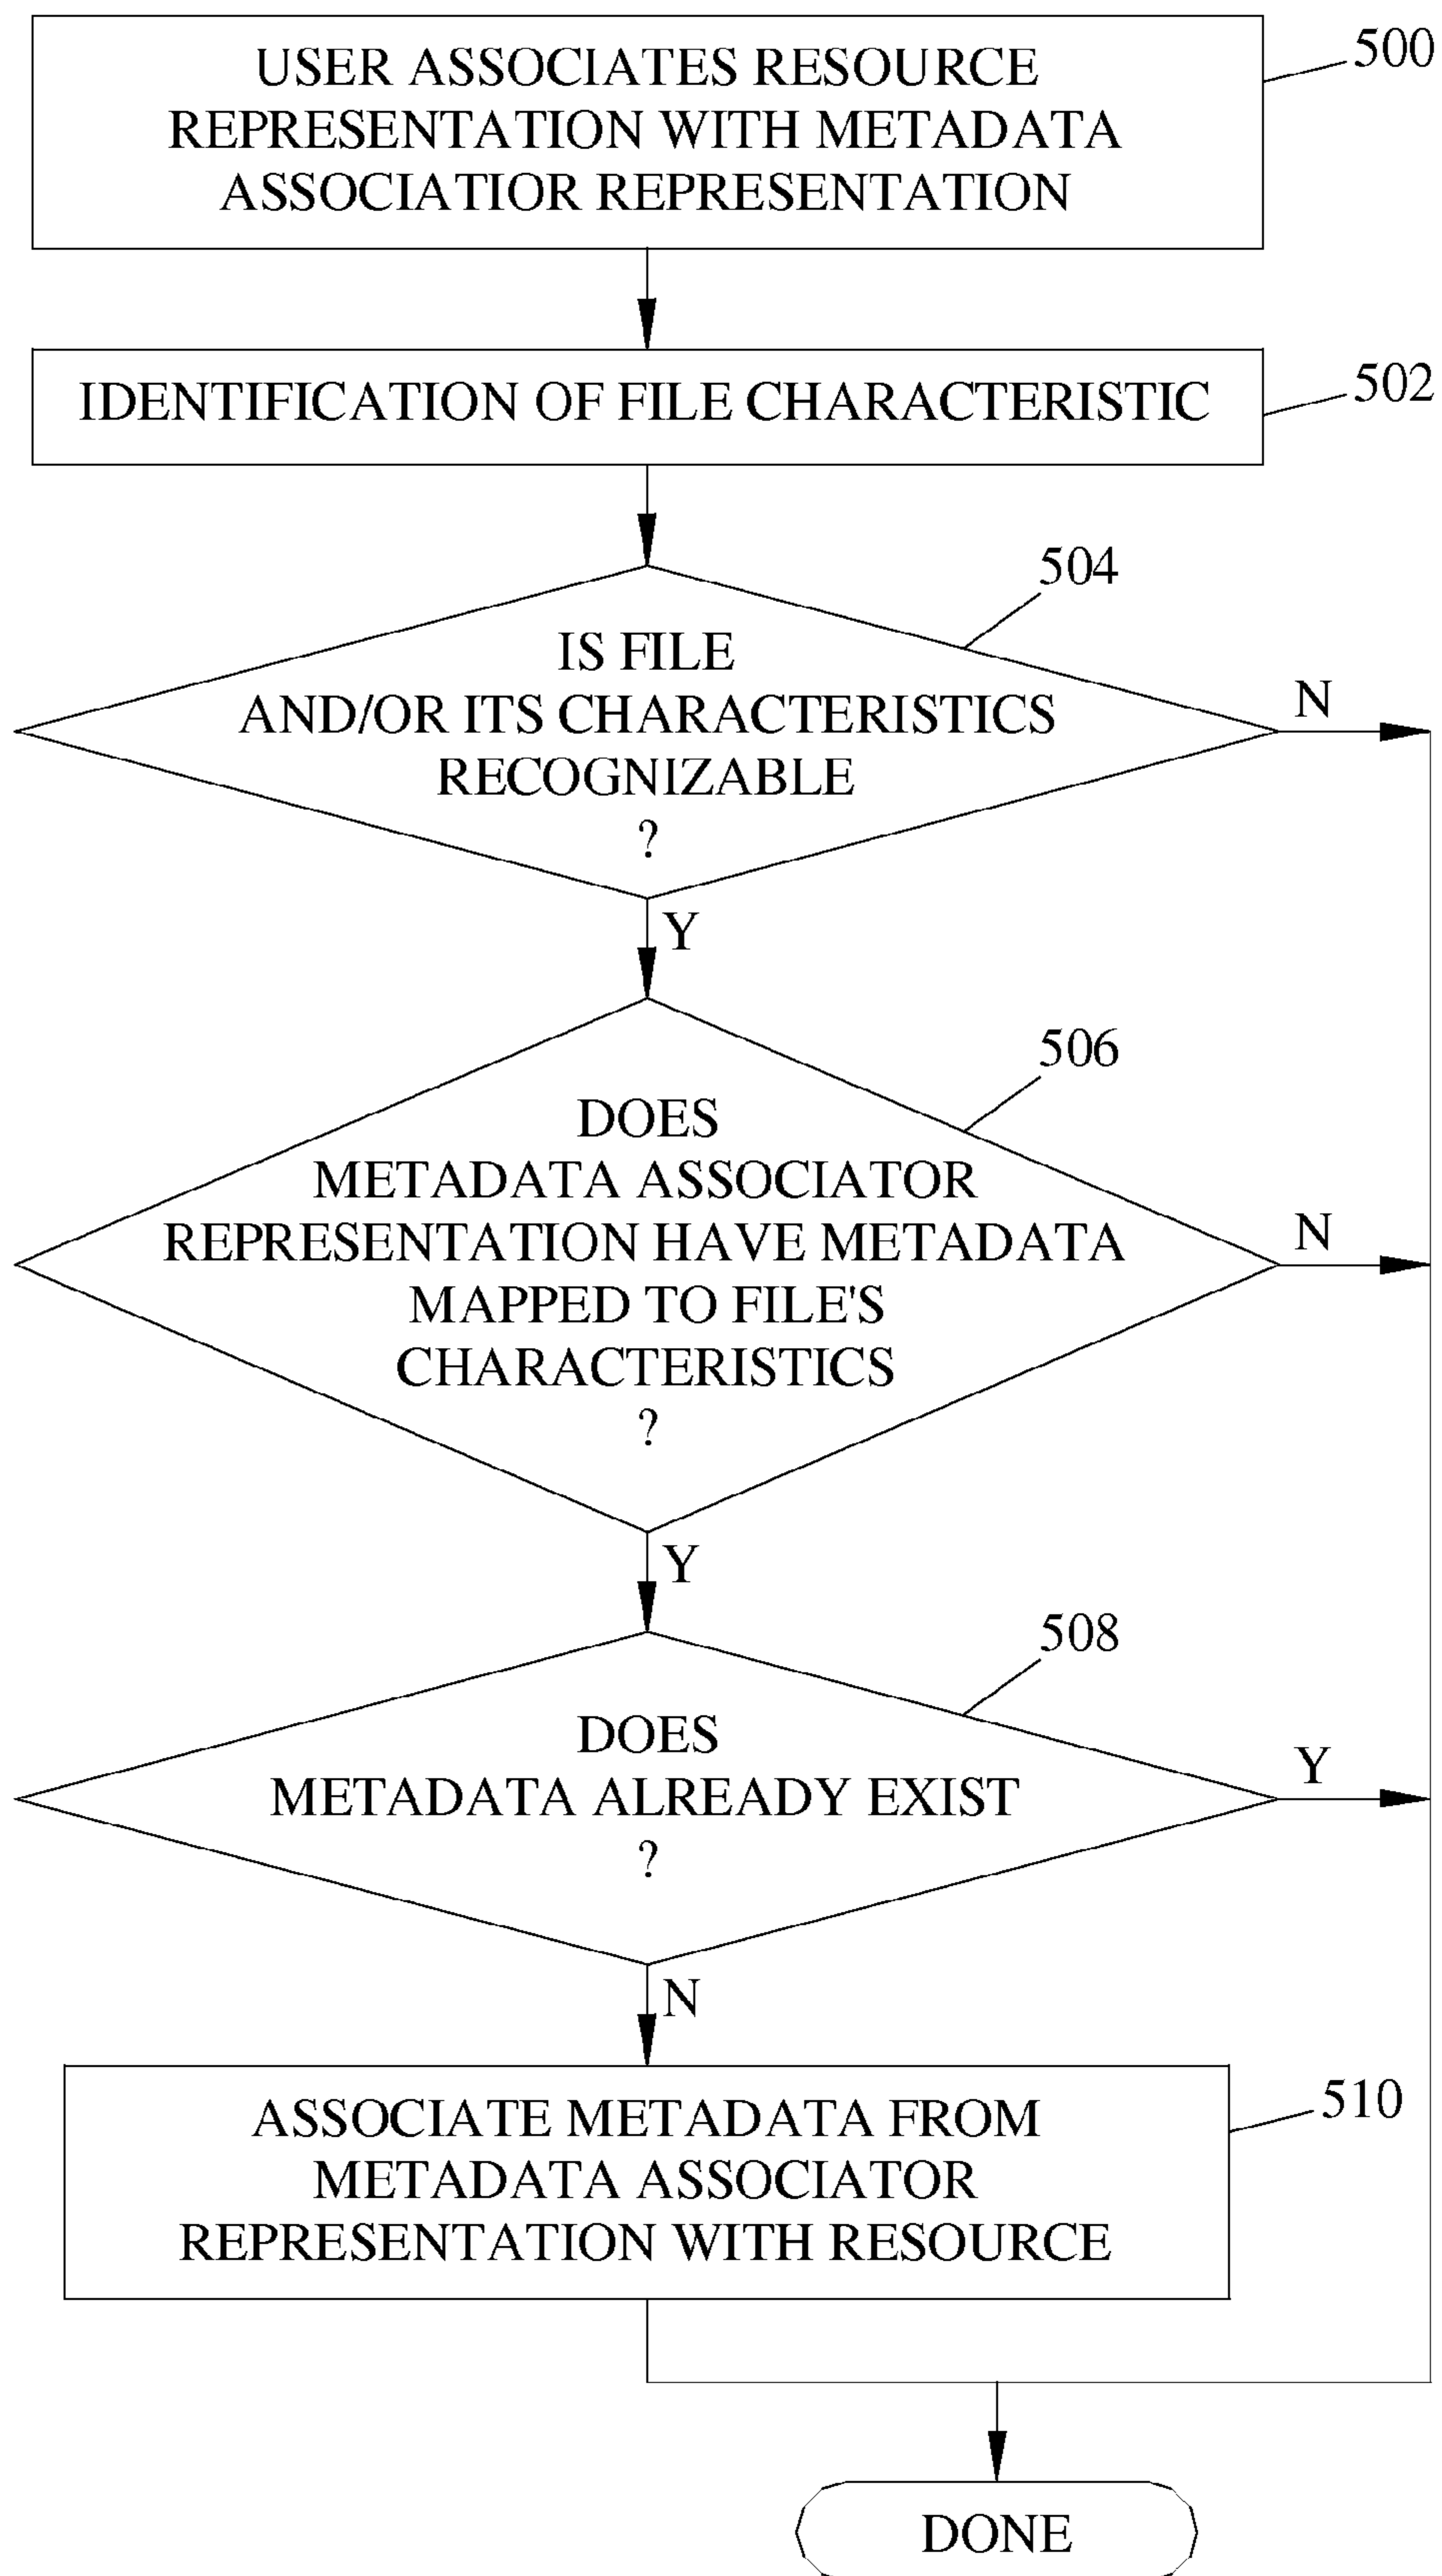 USER ASSOCIATES RESOURCE
REPRESENTATION WITH METADATA
ASSOCIATIOR REPRESENTATION
500
IDENTIFICATION OF FILE CHARACTERISTIC
502
504
IS FILE
AND/OR ITS CHARACTERISTICS
RECOGNIZABLE
?
N
Y
506
DOES
METADATA ASSOCIATOR
REPRESENTATION HAVE METADATA
MAPPED TO FILE'S
CHARACTERISTICS
?
N
Y
508
DOES
METADATA ALREADY EXIST
?
Y
N
ASSOCIATE METADATA FROM
METADATA ASSOCIATOR
REPRESENTATION WITH RESOURCE
510
DONE